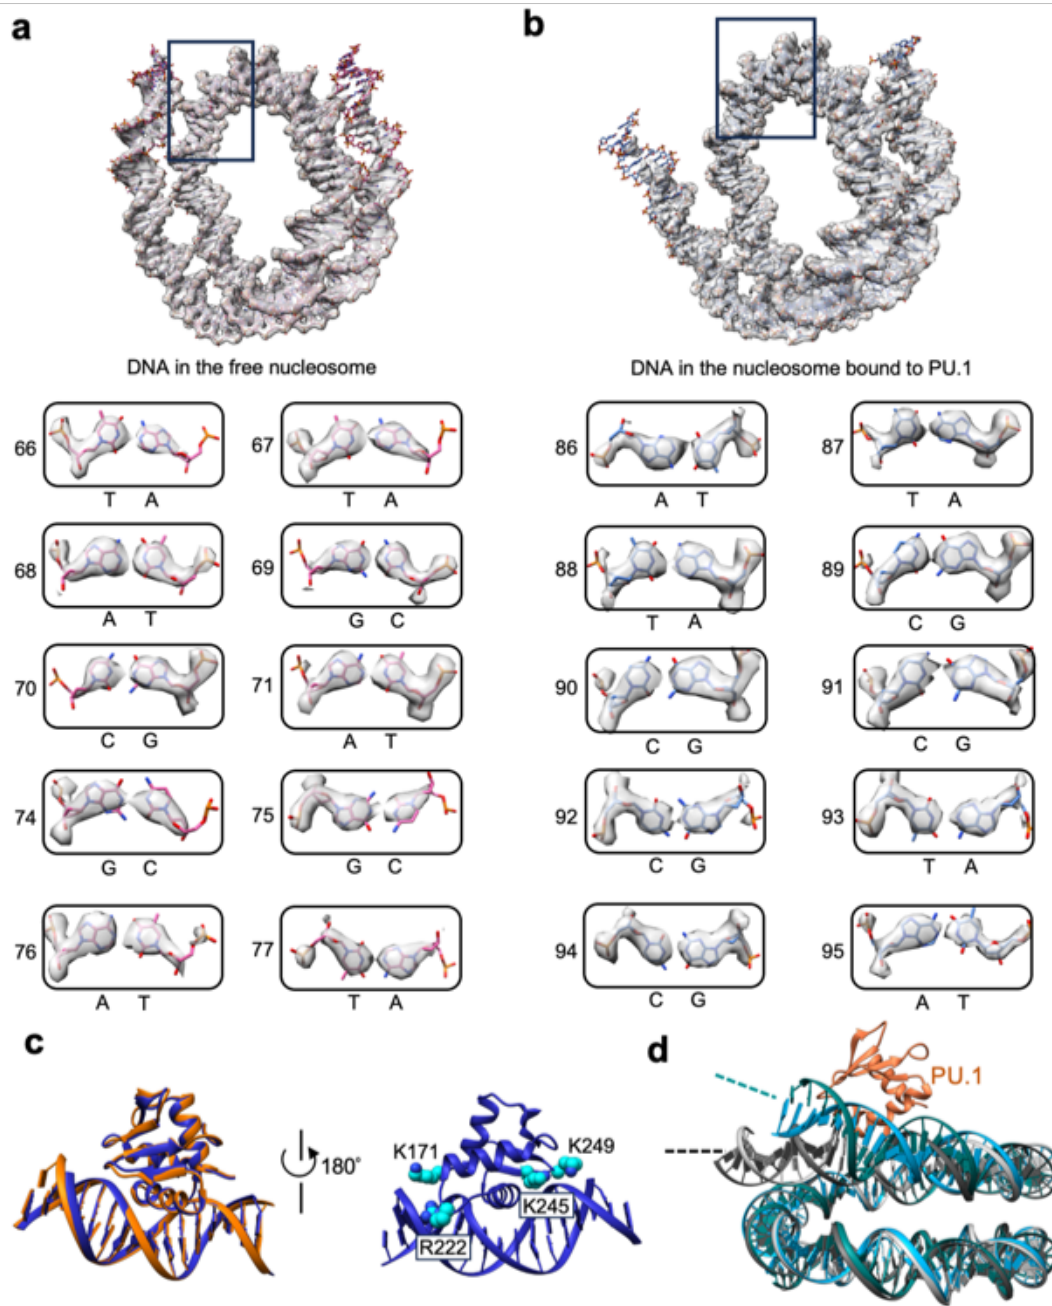 a
b
DNA in the free nucleosome
DNA in the nucleosome bound to PU.1
66
T A
67
T A
86
A T
87
T A
68
A T
69
G C
88
T A
89
C G
70
C G
71
A T
90
C G
91
C G
74
G C
75
G C
92
C G
93
T A
76
A T
77
T A
94
C G
95
A T
c
180°
K171
K249
K245
R222
d
PU.1